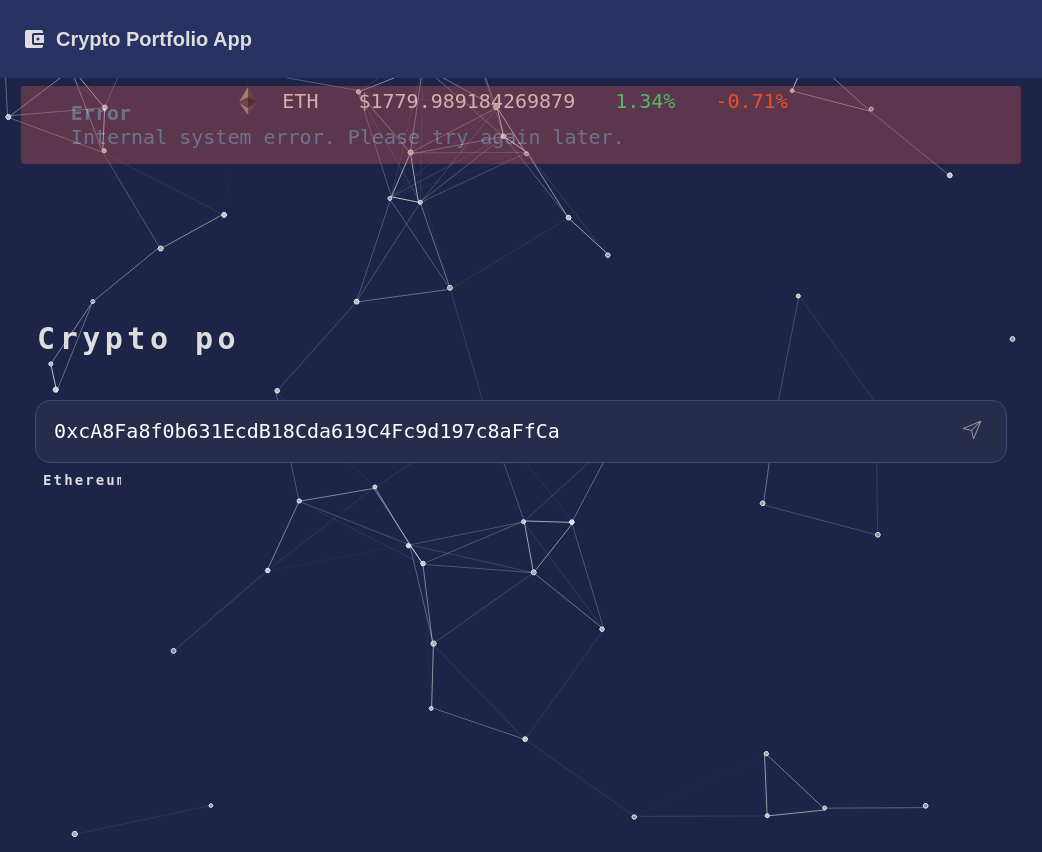 Crypto Portfolio App
ETH $1779.989184269879 1.34% -0.71%
Error
Internal system error. Please try again later.
Crypto po
0xcA8Fa8f0b631EcdB18Cda619C4Fc9d197c8aFfCa